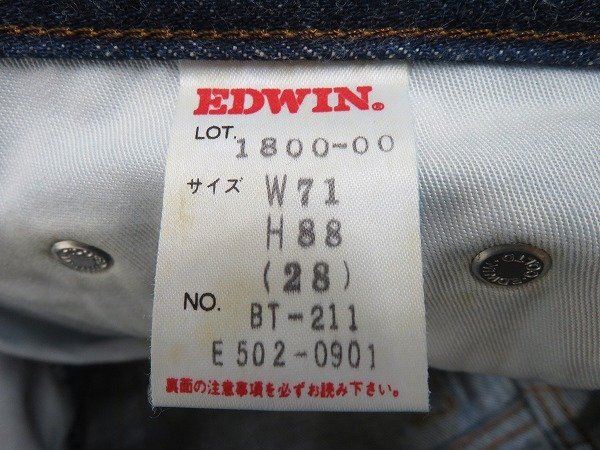 EDWIN®
LOT. 1800-00
サイズ W71
H88
(28)
NO. BT-211
E502-0901
裏面の注意事項を必ずお読み下さい。